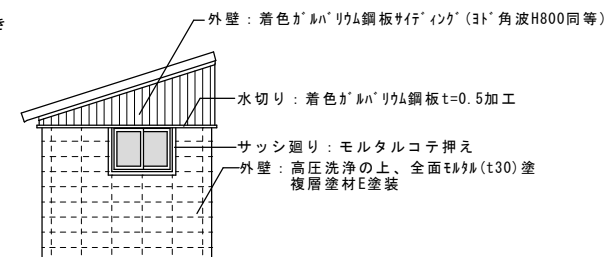 き
外壁：着色ｶﾞﾙﾊﾞﾘｳﾑ鋼板ｻｲﾃﾞｨﾝｸﾞ(ﾖﾄﾞ角波H800同等)
水切り：着色ｶﾞﾙﾊﾞﾘｳﾑ鋼板t=0.5加工
サッシ廻り：モルタルコテ押え
外壁：高圧洗浄の上、全面ﾓﾙﾀﾙ(t30)塗
複層塗材E塗装